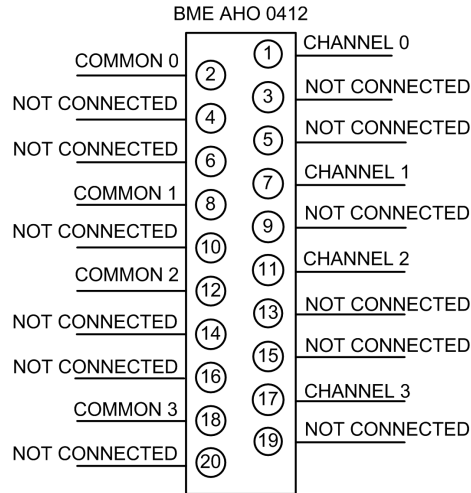 BME AHO 0412
1 CHANNEL 0
COMMON 0 2
3 NOT CONNECTED
NOT CONNECTED 4
5 NOT CONNECTED
NOT CONNECTED 6
7 CHANNEL 1
COMMON 1 8
9 NOT CONNECTED
NOT CONNECTED 10
11 CHANNEL 2
COMMON 2 12
13 NOT CONNECTED
NOT CONNECTED 14
15 NOT CONNECTED
NOT CONNECTED 16
17 CHANNEL 3
COMMON 3 18
19 NOT CONNECTED
NOT CONNECTED 20